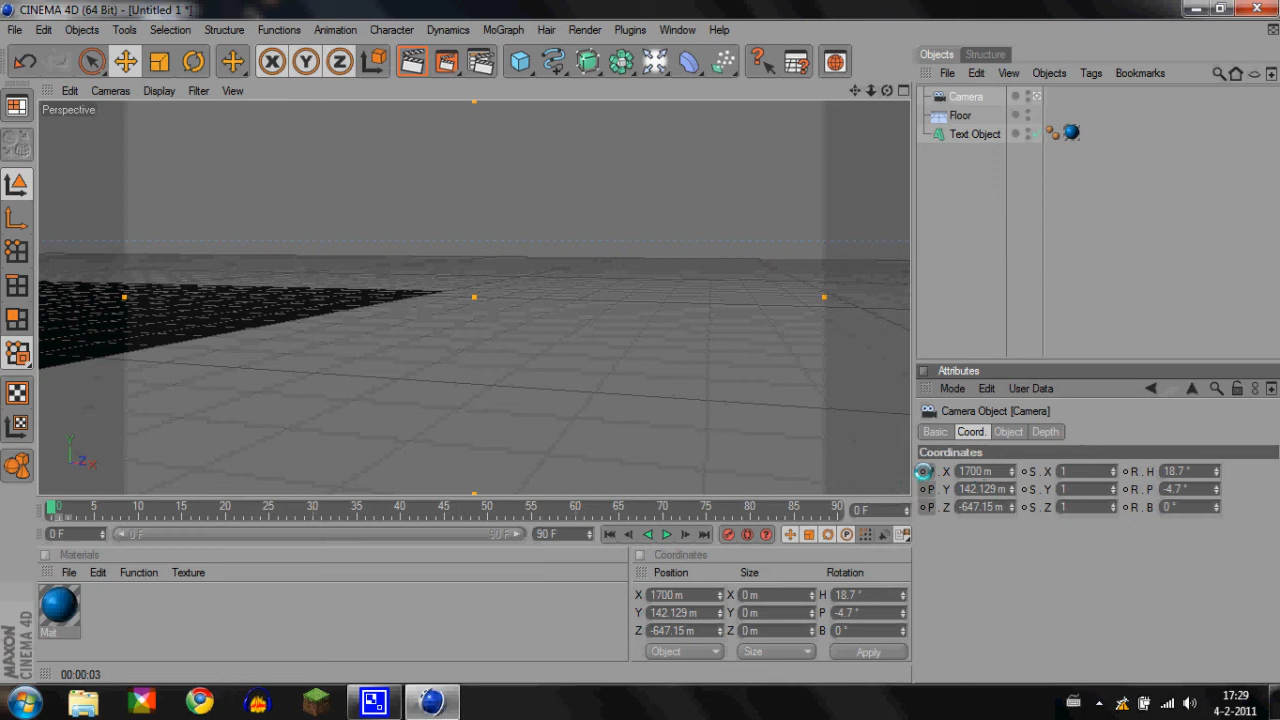 CINEMA 4D (64 Bit) - [Untitled 1 *]
File Edit Objects Tools Selection Structure Functions Animation Character Dynamics MoGraph Hair Render Plugins Window Help
Objects Structure
File Edit View Objects Tags Bookmarks
Edit Cameras Display Filter View
Perspective
Camera
Floor
Text Object
Attributes
Mode Edit User Data
Camera Object [Camera]
Basic Coord. Object Depth
Coordinates
. X 1700 m S . X 1 R . H 18.7 °
P . Y 142.129 m S . Y 1 R . P -4.7 °
P . Z -647.15 m S . Z 1 R . B 0 °
Y
Z X
0 5 10 15 20 25 30 35 40 45 50 55 60 65 70 75 80 85 90 0 F
0 F 0 F 90 F 90 F
Materials
File Edit Function Texture
Mat
Coordinates
Position Size Rotation
X 1700 m X 0 m H 18.7 °
Y 142.129 m Y 0 m P -4.7 °
Z -647.15 m Z 0 m B 0 °
Object Size Apply
MAXON CINEMA 4D
00:00:03
17:29
4-2-2011